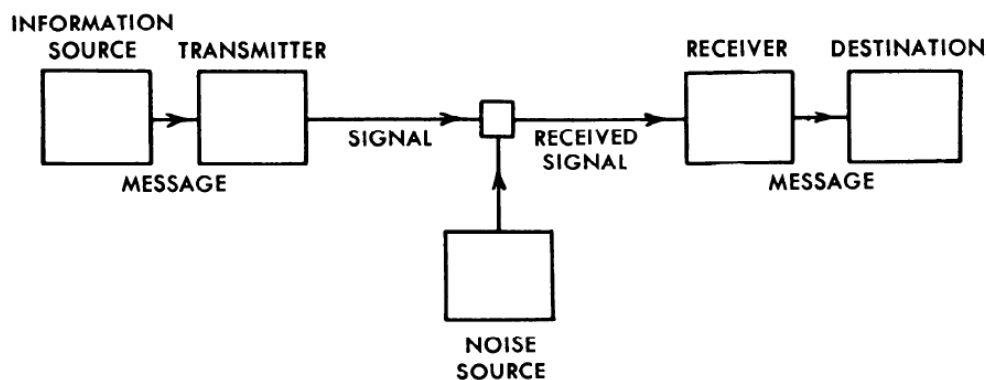 INFORMATION
SOURCE
TRANSMITTER
RECEIVER
DESTINATION
SIGNAL
RECEIVED
SIGNAL
MESSAGE
MESSAGE
NOISE
SOURCE